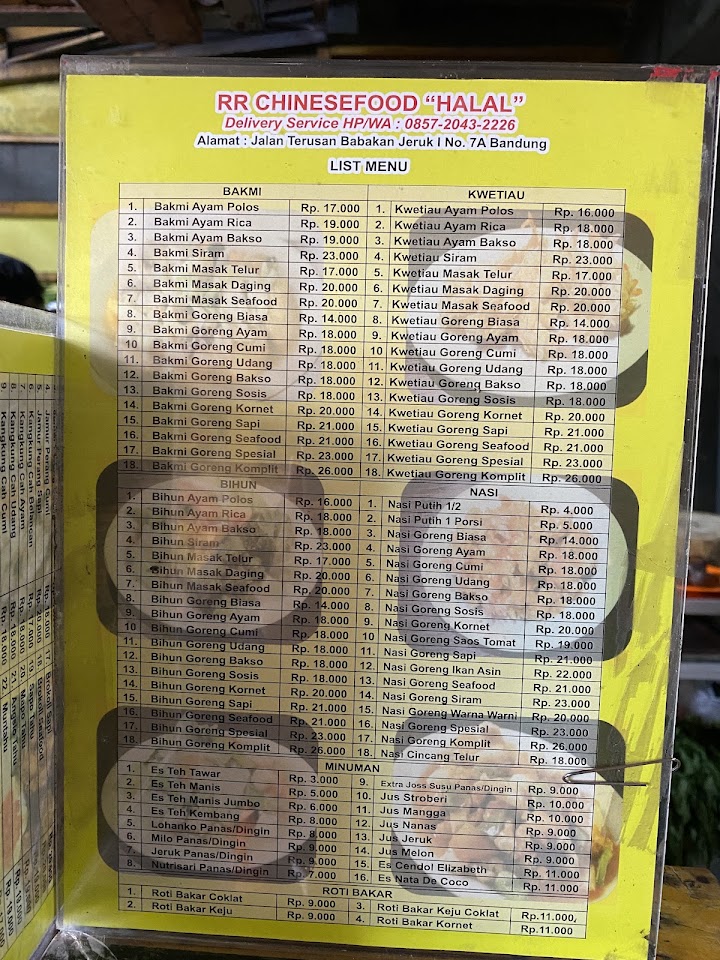 RR CHINESEFOOD “HALAL”
Delivery Service HP/WA : 0857-2043-2226
Alamat : Jalan Terusan Babakan Jeruk I No. 7A Bandung
LIST MENU
BAKMI
1. Bakmi Ayam Polos Rp. 17.000
2. Bakmi Ayam Rica Rp. 19.000
3. Bakmi Ayam Bakso Rp. 19.000
4. Bakmi Siram Rp. 23.000
5. Bakmi Masak Telur Rp. 17.000
6. Bakmi Masak Daging Rp. 20.000
7. Bakmi Masak Seafood Rp. 20.000
8. Bakmi Goreng Biasa Rp. 14.000
9. Bakmi Goreng Ayam Rp. 18.000
10 Bakmi Goreng Cumi Rp. 18.000
11. Bakmi Goreng Udang Rp. 18.000
12. Bakmi Goreng Bakso Rp. 18.000
13. Bakmi Goreng Sosis Rp. 18.000
14. Bakmi Goreng Kornet Rp. 20.000
15. Bakmi Goreng Sapi Rp. 21.000
16. Bakmi Goreng Seafood Rp. 21.000
17. Bakmi Goreng Spesial Rp. 23.000
18. Bakmi Goreng Komplit Rp. 26.000
KWETIAU
1. Kwetiau Ayam Polos Rp. 16.000
2. Kwetiau Ayam Rica Rp. 18.000
3. Kwetiau Ayam Bakso Rp. 18.000
4. Kwetiau Siram Rp. 23.000
5 Kwetiau Masak Telur Rp. 17.000
6. Kwetiau Masak Daging Rp. 20.000
7. Kwetiau Masak Seafood Rp. 20.000
8. Kwetiau Goreng Biasa Rp. 14.000
9. Kwetiau Goreng Ayam Rp. 18.000
10 Kwetiau Goreng Cumi Rp. 18.000
11. Kwetiau Goreng Udang Rp. 18.000
12 Kwetiau Goreng Bakso Rp. 18.000
13. Kwetiau Goreng Sosis Rp. 18.000
14. Kwetiau Goreng Kornet Rp. 20.000
15. Kwetiau Goreng Sapi Rp. 21.000
16. Kwetiau Goreng Seafood Rp. 21.000
17. Kwetiau Goreng Spesial Rp. 23.000
18. Kwetiau Goreng Komplit Rp. 26.000
BIHUN
1. Bihun Ayam Polos Rp. 16.000
2. Bihun Ayam Rica Rp. 18.000
3. Bihun Ayam Bakso Rp. 18.000
4. Bihun Siram Rp. 23.000
5. Bihun Masak Telur Rp. 17.000
6. Bihun Masak Daging Rp. 20.000
7. Bihun Masak Seafood Rp. 20.000
8. Bihun Goreng Biasa Rp. 14.000
9. Bihun Goreng Ayam Rp. 18.000
10 Bihun Goreng Cumi Rp. 18.000
11. Bihun Goreng Udang Rp. 18.000
12. Bihun Goreng Bakso Rp. 18.000
13. Bihun Goreng Sosis Rp. 18.000
14. Bihun Goreng Kornet Rp. 20.000
15. Bihun Goreng Sapi Rp. 21.000
16. Bihun Goreng Seafood Rp. 21.000
17. Bihun Goreng Spesial Rp. 23.000
18. Bihun Goreng Komplit Rp. 26.000
NASI
1. Nasi Putih 1/2 Rp. 4.000
2. Nasi Putih 1 Porsi Rp. 5.000
3. Nasi Goreng Biasa Rp. 14.000
4. Nasi Goreng Ayam Rp. 18.000
5. Nasi Goreng Cumi Rp. 18.000
6. Nasi Goreng Udang Rp. 18.000
7. Nasi Goreng Bakso Rp. 18.000
8. Nasi Goreng Sosis Rp. 18.000
9. Nasi Goreng Kornet Rp. 20.000
10 Nasi Goreng Saos Tomat Rp. 19.000
11. Nasi Goreng Sapi Rp. 21.000
12. Nasi Goreng Ikan Asin Rp. 22.000
13. Nasi Goreng Seafood Rp. 21.000
14. Nasi Goreng Siram Rp. 23.000
15. Nasi Goreng Warna Warni Rp. 20.000
16. Nasi Goreng Spesial Rp. 23.000
17. Nasi Goreng Komplit Rp. 26.000
18. Nasi Cincang Telur Rp. 18.000
MINUMAN
1. Es Teh Tawar Rp. 3.000
2. Es Teh Manis Rp. 5.000
3. Es Teh Manis Jumbo Rp. 6.000
4. Es Teh Kembang Rp. 8.000
5. Lohanko Panas/Dingin Rp. 8.000
6. Milo Panas/Dingin Rp. 9.000
7. Jeruk Panas/Dingin Rp. 9.000
8. Nutrisari Panas/Dingin Rp. 7.000
9. Extra Joss Susu Panas/Dingin Rp. 9.000
10. Jus Stroberi Rp. 10.000
11. Jus Mangga Rp. 10.000
12. Jus Nanas Rp. 9.000
13. Jus Jeruk Rp. 9.000
14 Jus Melon Rp. 9.000
15. Es Cendol Elizabeth Rp. 11.000
16. Es Nata De Coco Rp. 11.000
ROTI BAKAR
1. Roti Bakar Coklat Rp. 9.000
2. Roti Bakar Keju Rp. 9.000
3. Roti Bakar Keju Coklat Rp.11.000
4. Roti Bakar Kornet Rp.11.000
4. Jamur Perang Cumi
5. Jamur Perang Sapi
6. Kangkung Cah Belacan
7. Kangkung Cah Ayam
8. Kangkung Cah Udang
9. Kangkung Cah Cumi